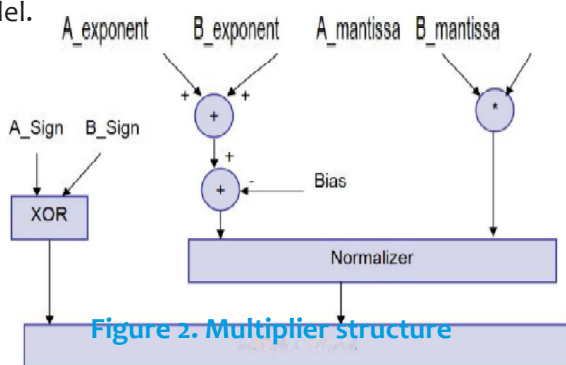 del.
A_exponent B_exponent A_mantissa B_mantissa
+ +
+ *
A_Sign B_Sign
+
+ - Bias
XOR
Normalizer
Figure 2. Multiplier structure